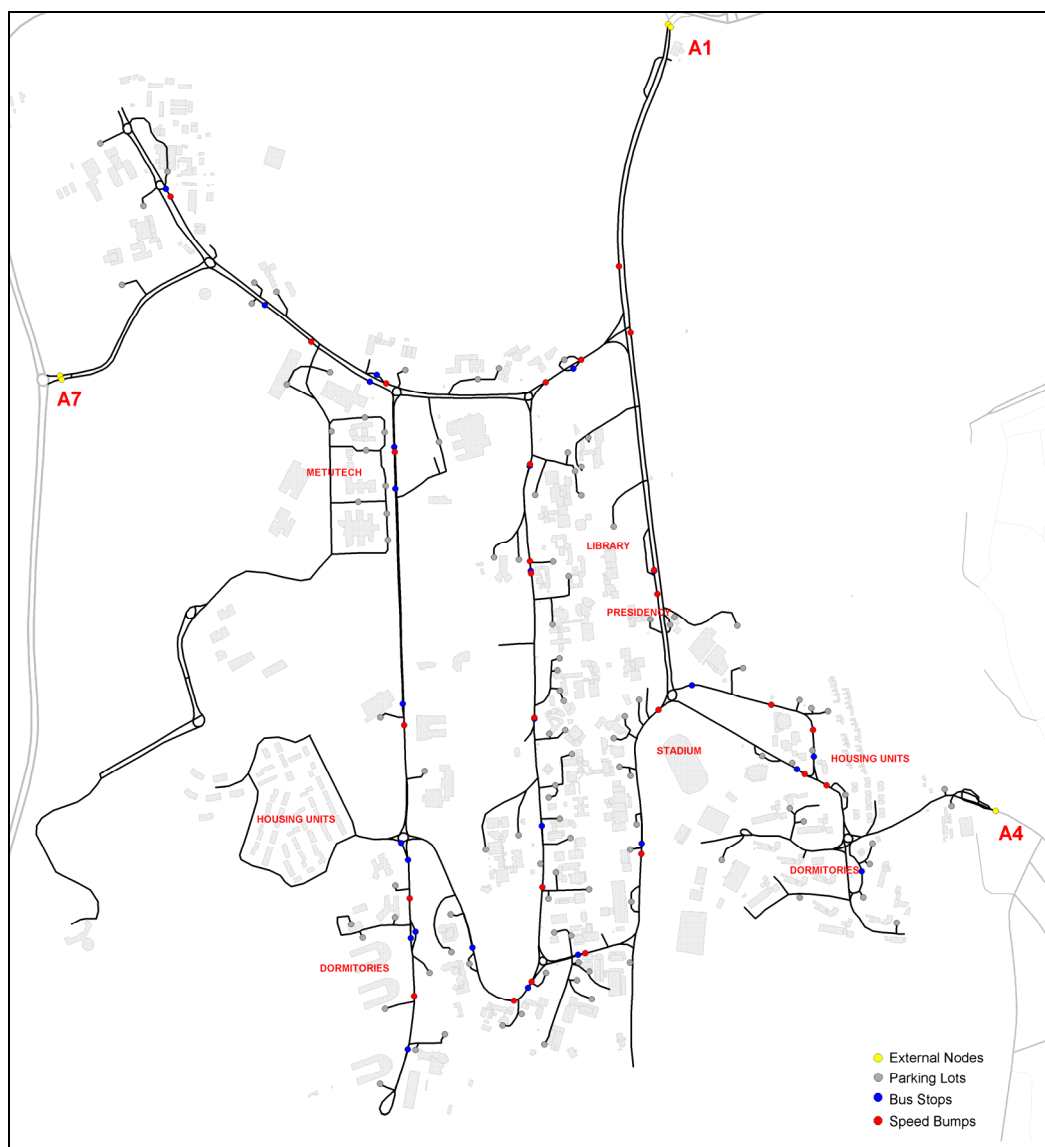 A1
A7
METUTECH
LIBRARY
PRESIDENCY
STADIUM
HOUSING UNITS
HOUSING UNITS
A4
DORMITORIES
DORMITORIES
External Nodes
Parking Lots
Bus Stops
Speed Bumps